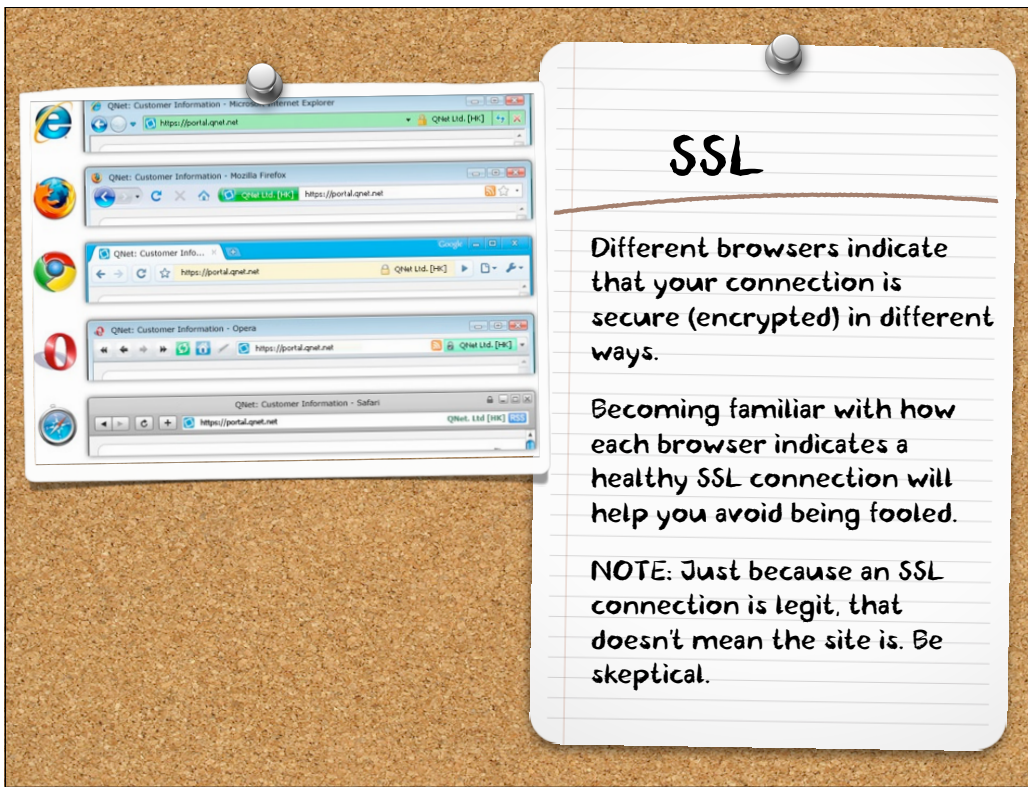 QNet: Customer Information - Microsoft Internet Explorer
https://portal.qnet.net QNet Ltd. [HK]
QNet: Customer Information - Mozilla Firefox
QNet Ltd. [HK] https://portal.qnet.net
QNet: Customer Info... Google
https://portal.qnet.net QNet Ltd. [HK]
QNet: Customer Information - Opera
https://portal.qnet.net QNet Ltd. [HK]
QNet: Customer Information - Safari
https://portal.qnet.net QNet. Ltd [HK] RSS
SSL
Different browsers indicate
that your connection is
secure (encrypted) in different
ways.
Becoming familiar with how
each browser indicates a
healthy SSL connection will
help you avoid being fooled.
NOTE: Just because an SSL
connection is legit, that
doesn't mean the site is. Be
skeptical.